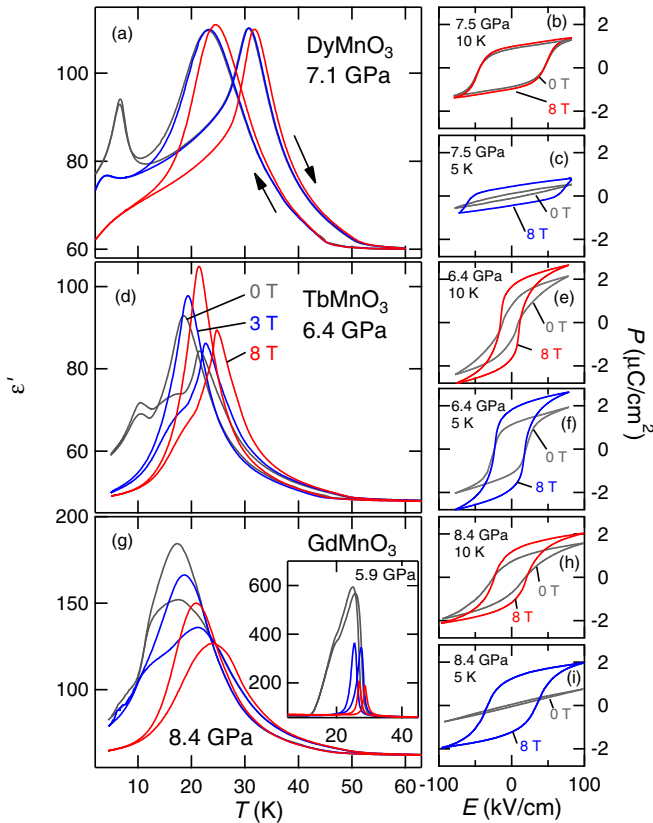 (a)
DyMnO₃
7.1 GPa
100
80
60
(b)
7.5 GPa
10 K
0 T
8 T
2
0
-2
(c)
7.5 GPa
5 K
0 T
8 T
2
0
-2
(d)
TbMnO₃
6.4 GPa
0 T
3 T
8 T
100
80
60
ε'
(e)
6.4 GPa
10 K
0 T
8 T
2
0
-2
P (μC/cm²)
(f)
6.4 GPa
5 K
0 T
8 T
2
0
-2
(g)
GdMnO₃
8.4 GPa
200
150
100
5.9 GPa
600
400
200
20
40
10
20
30
40
50
60
T (K)
(h)
8.4 GPa
10 K
0 T
8 T
2
0
-2
(i)
8.4 GPa
5 K
0 T
8 T
2
0
-2
-100
0
100
E (kV/cm)